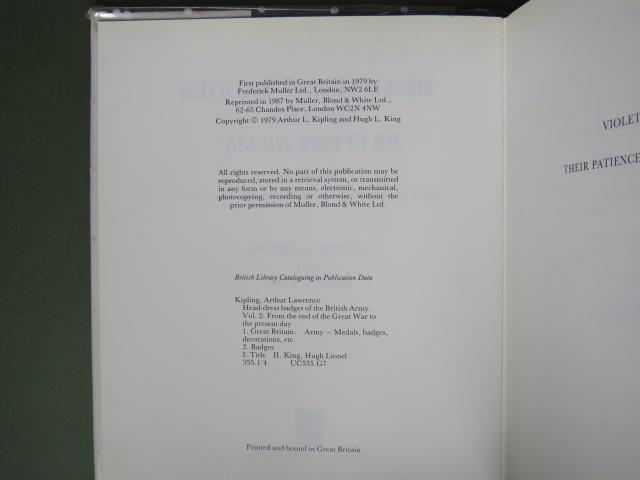 First published in Great Britain in 1979 by
Frederick Muller Ltd., London, NW2 6LE
Reprinted in 1987 by Muller, Blond & White Ltd.,
62-65 Chandos Place, London WC2N 4NW
Copyright © 1979 Arthur L. Kipling and Hugh L. King
All rights reserved. No part of this publication may be
reproduced, stored in a retrieval system, or transmitted
in any form or by any means, electronic, mechanical,
photocopying, recording or otherwise, without the
prior permission of Muller, Blond & White Ltd.
British Library Cataloguing in Publication Data
Kipling, Arthur Lawrence
Head-dress badges of the British Army.
Vol. 2: From the end of the Great War to
the present day
1. Great Britain. Army – Medals, badges,
decorations, etc.
2. Badges
I. Title II. King, Hugh Lionel
355.1'4 UC535.G7
Printed and bound in Great Britain
VIOLET
THEIR PATIENCE